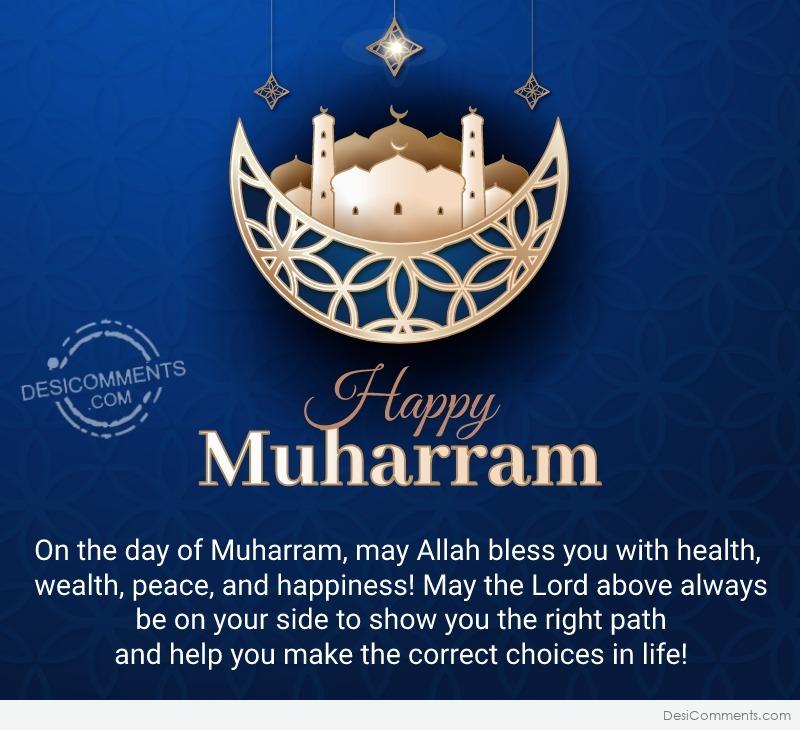 DESICOMMENTS
.COM
Happy
Muharram
On the day of Muharram, may Allah bless you with health,
wealth, peace, and happiness! May the Lord above always
be on your side to show you the right path
and help you make the correct choices in life!
DesiComments.com